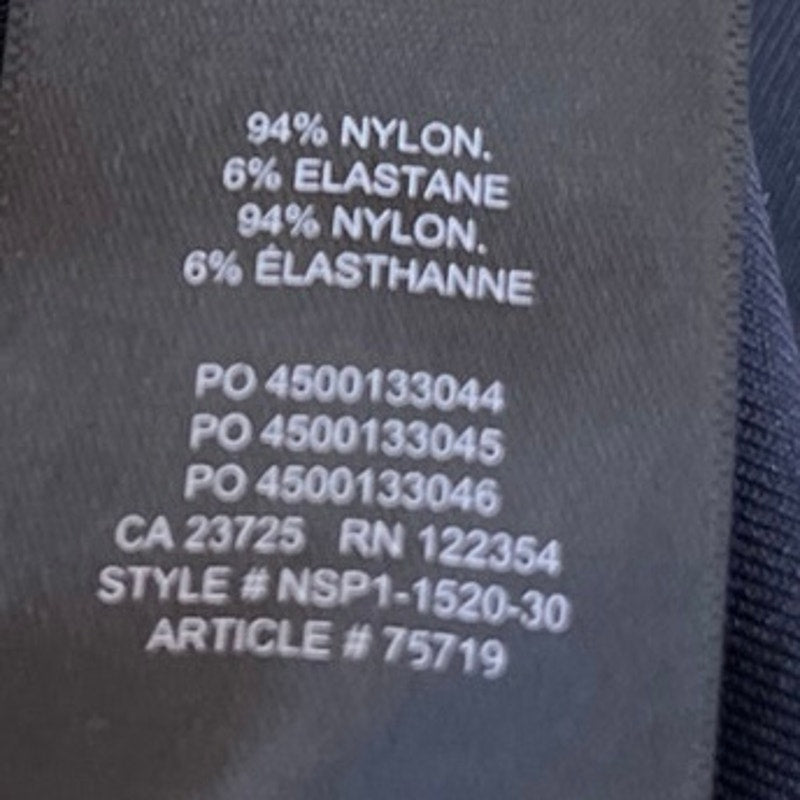 94% NYLON.
6% ELASTANE
94% NYLON.
6% ÉLASTHANNE
PO 4500133044
PO 4500133045
PO 4500133046
CA 23725 RN 122354
STYLE # NSP1-1520-30
ARTICLE # 75719